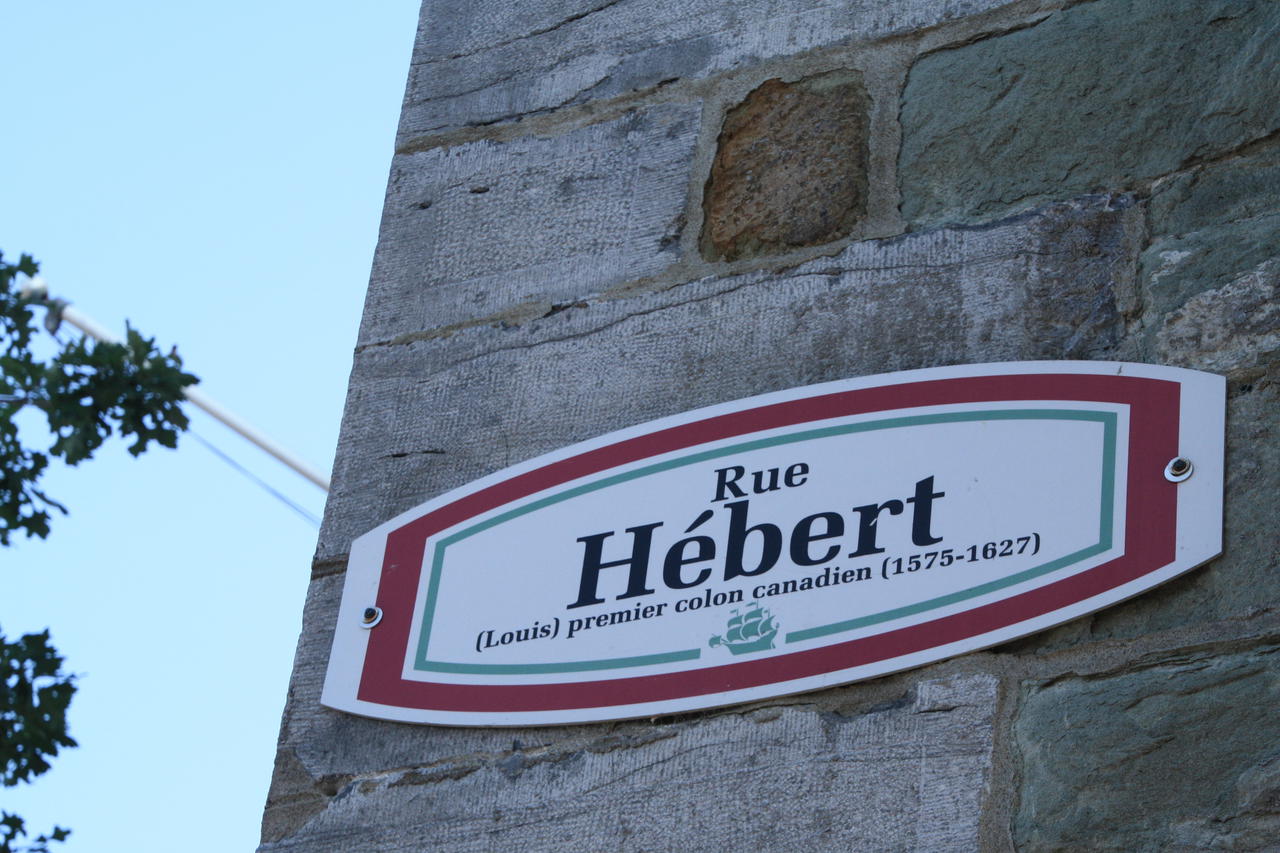 Rue
Hébert
(Louis) premier colon canadien (1575-1627)